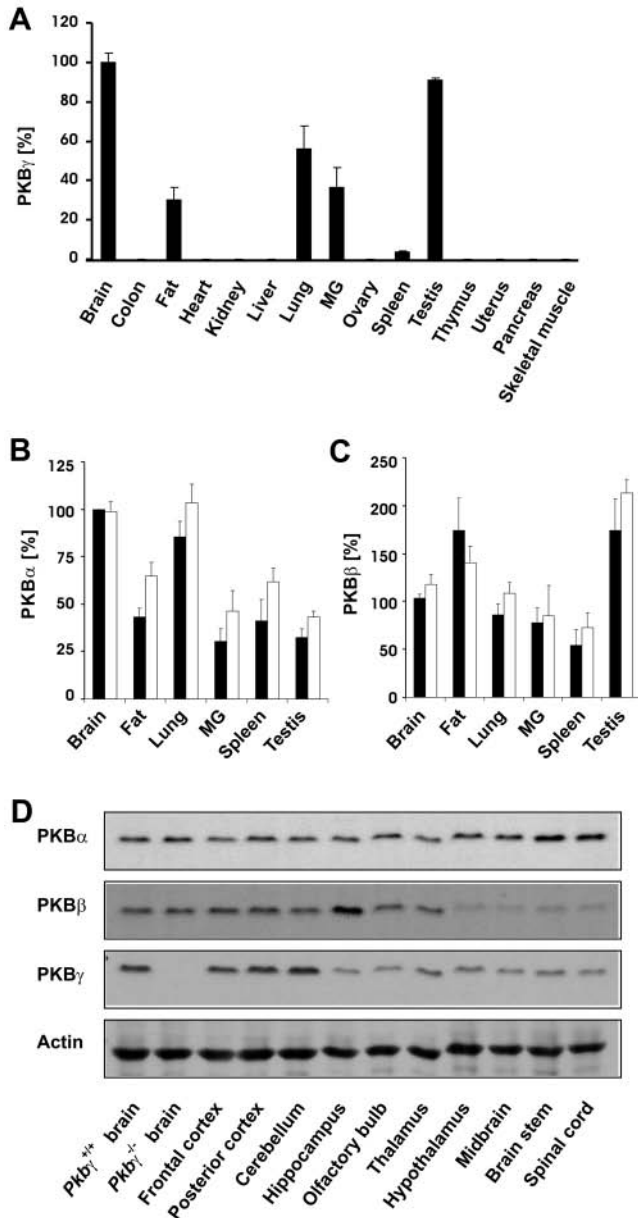 A
PKBγ [%]
120
100
80
60
40
20
0
Brain
Colon
Fat
Heart
Kidney
Liver
Lung
MG
Ovary
Spleen
Testis
Thymus
Uterus
Pancreas
Skeletal muscle
B
PKBα [%]
125
100
75
50
25
0
Brain
Fat
Lung
MG
Spleen
Testis
C
PKBβ [%]
250
200
150
100
50
0
Brain
Fat
Lung
MG
Spleen
Testis
D
PKBα
PKBβ
PKBγ
Actin
Pkbγ+/+ brain
Pkbγ-/- brain
Frontal cortex
Posterior cortex
Cerebellum
Hippocampus
Olfactory bulb
Thalamus
Hypothalamus
Midbrain
Brain stem
Spinal cord